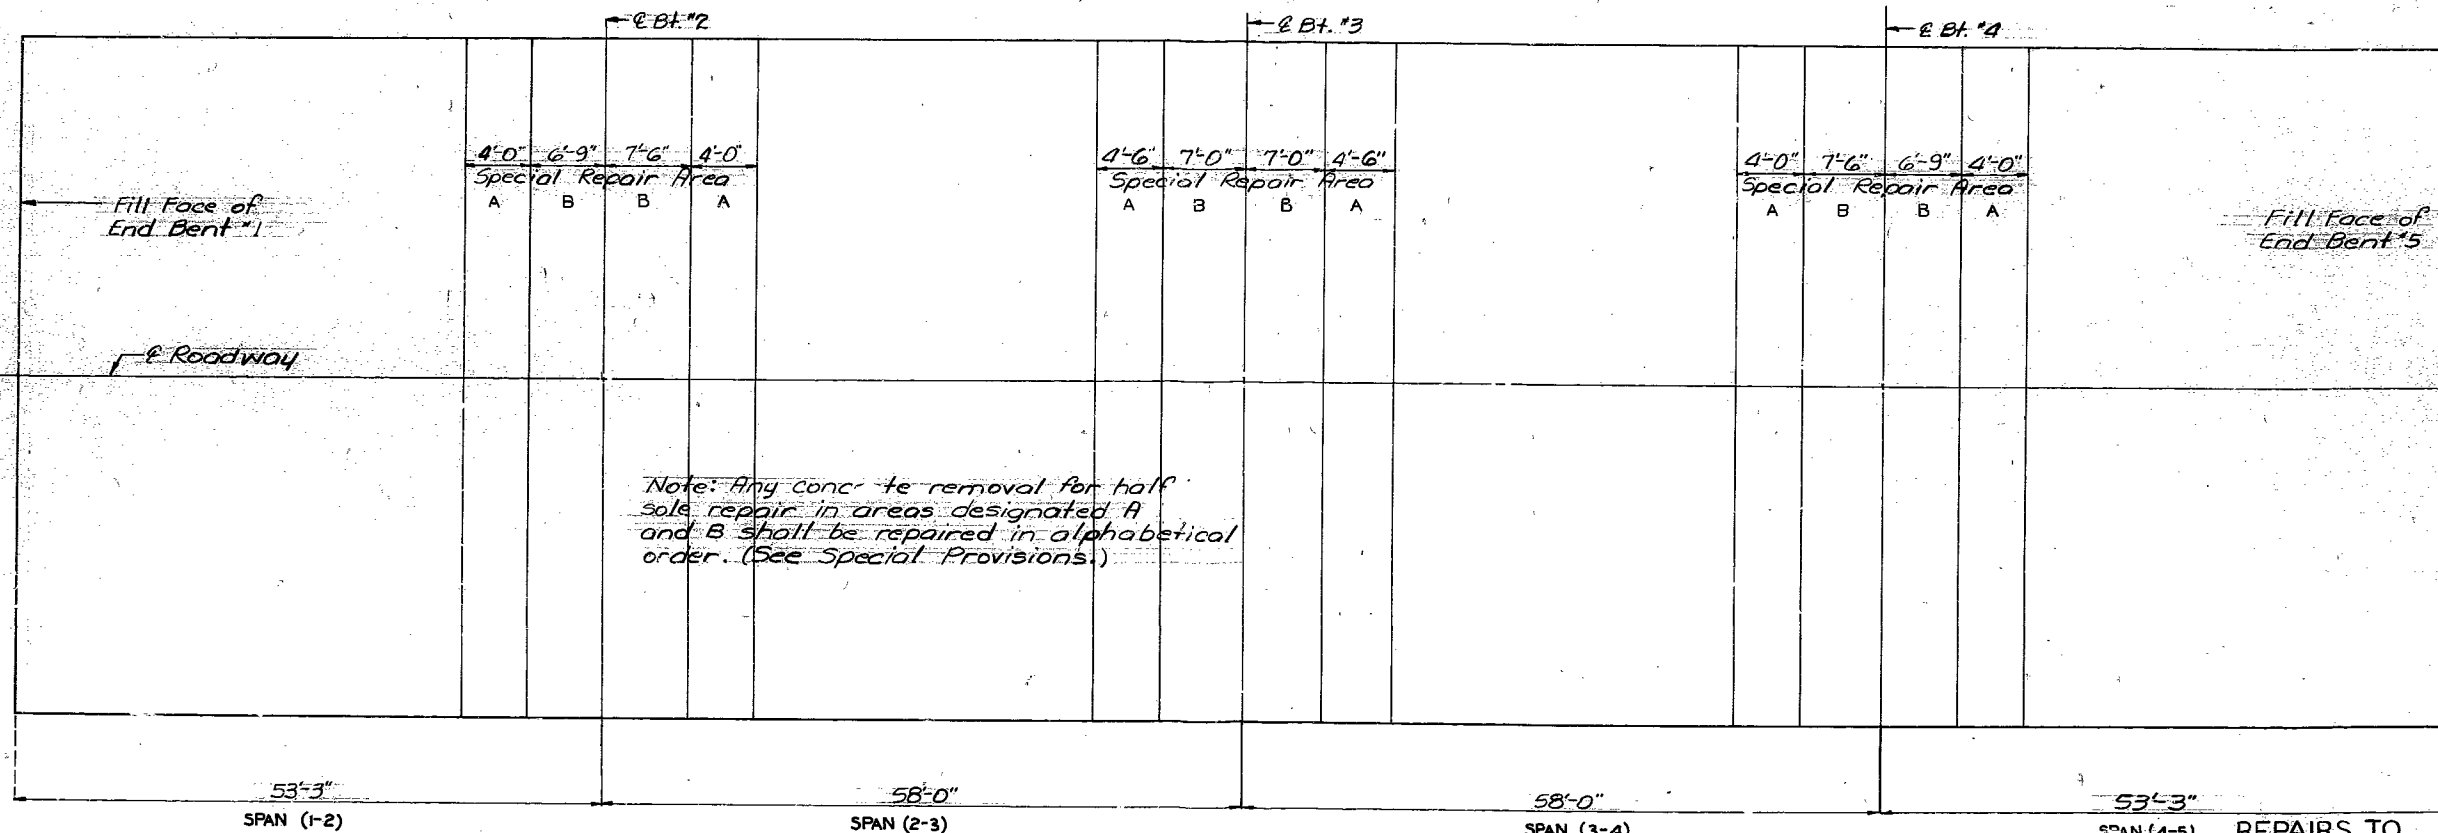 ℄ Bt. #2
℄ Bt. #3
℄ Bt. #4
4'-0" 6'-9" 7'-6" 4'-0"
Special Repair Area
A B B A
4'-6" 7'-0" 7'-0" 4'-6"
Special Repair Area
A B B A
4'-0" 7'-6" 6'-9" 4'-0"
Special Repair Area
A B B A
Fill Face of
End Bent #1
Fill Face of
End Bent #5
℄ Roadway
Note: Any conc te removal for half
sole repair in areas designated A
and B shall be repaired in alphabetical
order. (See Special Provisions.)
53'-3"
58'-0"
58'-0"
53'-3"
SPAN (1-2)
SPAN (2-3)
SPAN (3-4)
SPAN (4-5)
REPAIRS TO